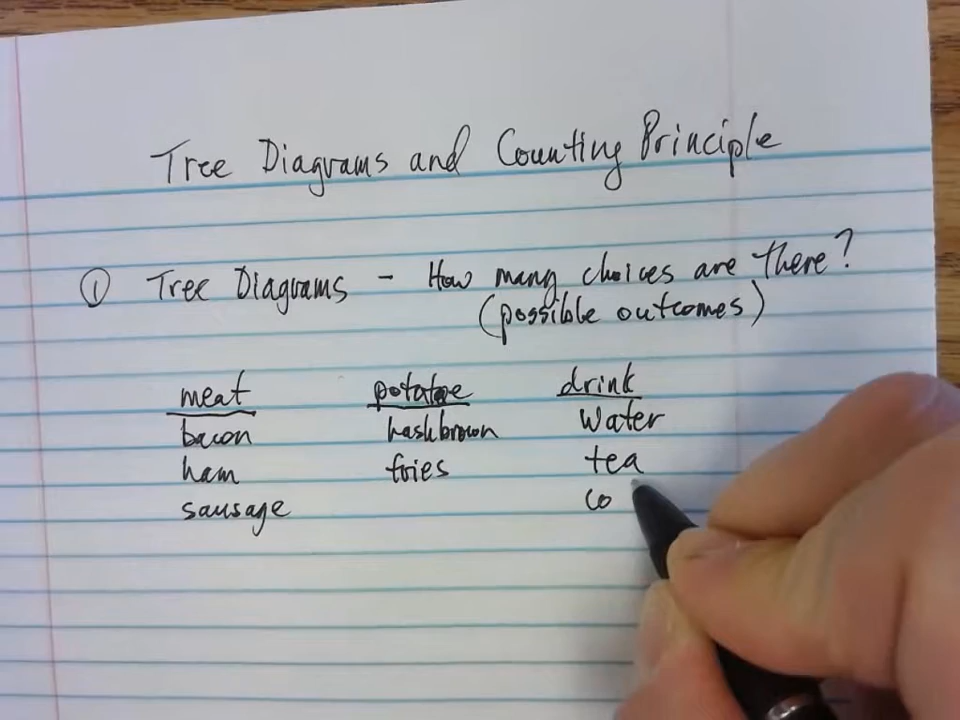 Tree Diagrams and Counting Principle
① Tree Diagrams - How many choices are there?
(possible outcomes)
meat potatoe drink
bacon hashbrown Water
ham fries tea
sausage co